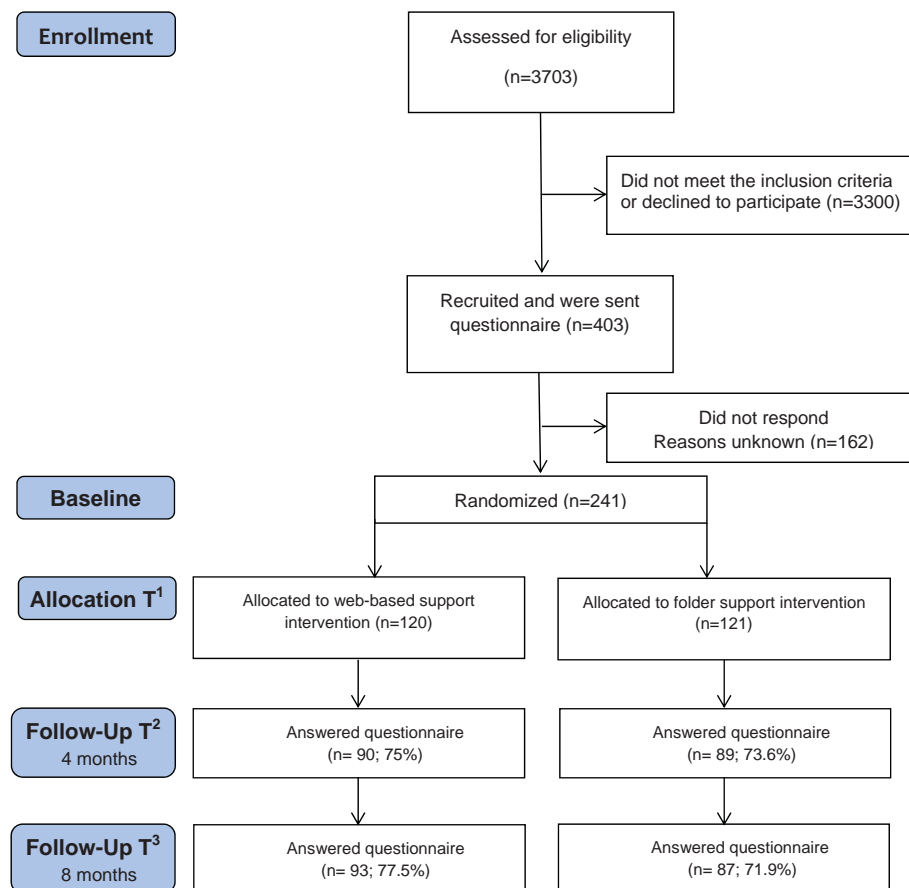 Enrollment
Assessed for eligibility
(n=3703)
Did not meet the inclusion criteria
or declined to participate (n=3300)
Recruited and were sent
questionnaire (n=403)
Did not respond
Reasons unknown (n=162)
Baseline
Randomized (n=241)
Allocation T1
Allocated to web-based support
intervention (n=120)
Allocated to folder support intervention
(n=121)
Follow-Up T2
4 months
Answered questionnaire
(n= 90; 75%)
Answered questionnaire
(n= 89; 73.6%)
Follow-Up T3
8 months
Answered questionnaire
(n= 93; 77.5%)
Answered questionnaire
(n= 87; 71.9%)